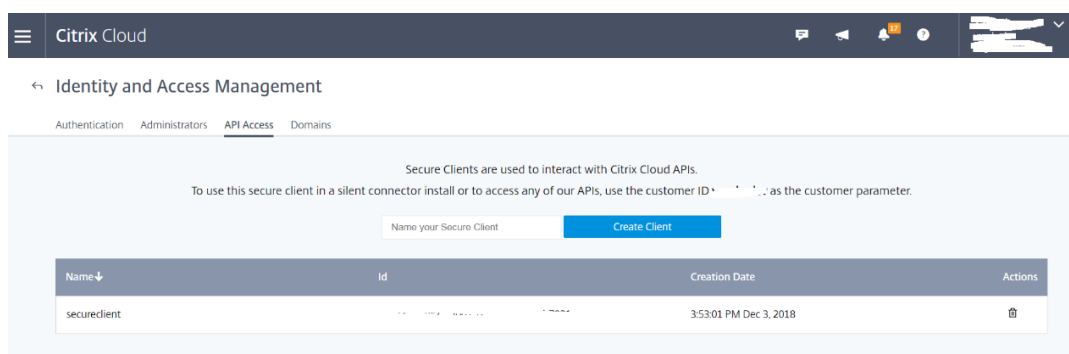 Citrix Cloud
17
?
Identity and Access Management
Authentication Administrators API Access Domains
Secure Clients are used to interact with Citrix Cloud APIs.
To use this secure client in a silent connector install or to access any of our APIs, use the customer ID as the customer parameter.
Name your Secure Client Create Client
Name Id Creation Date Actions
secureclient 3:53:01 PM Dec 3, 2018